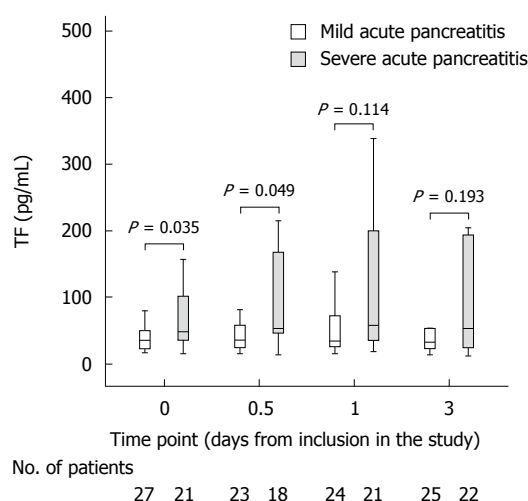 500
Mild acute pancreatitis
Severe acute pancreatitis
400
P = 0.114
300
TF (pg/mL)
P = 0.049
P = 0.193
P = 0.035
200
100
0
0 0.5 1 3
Time point (days from inclusion in the study)
No. of patients
27 21 23 18 24 21 25 22